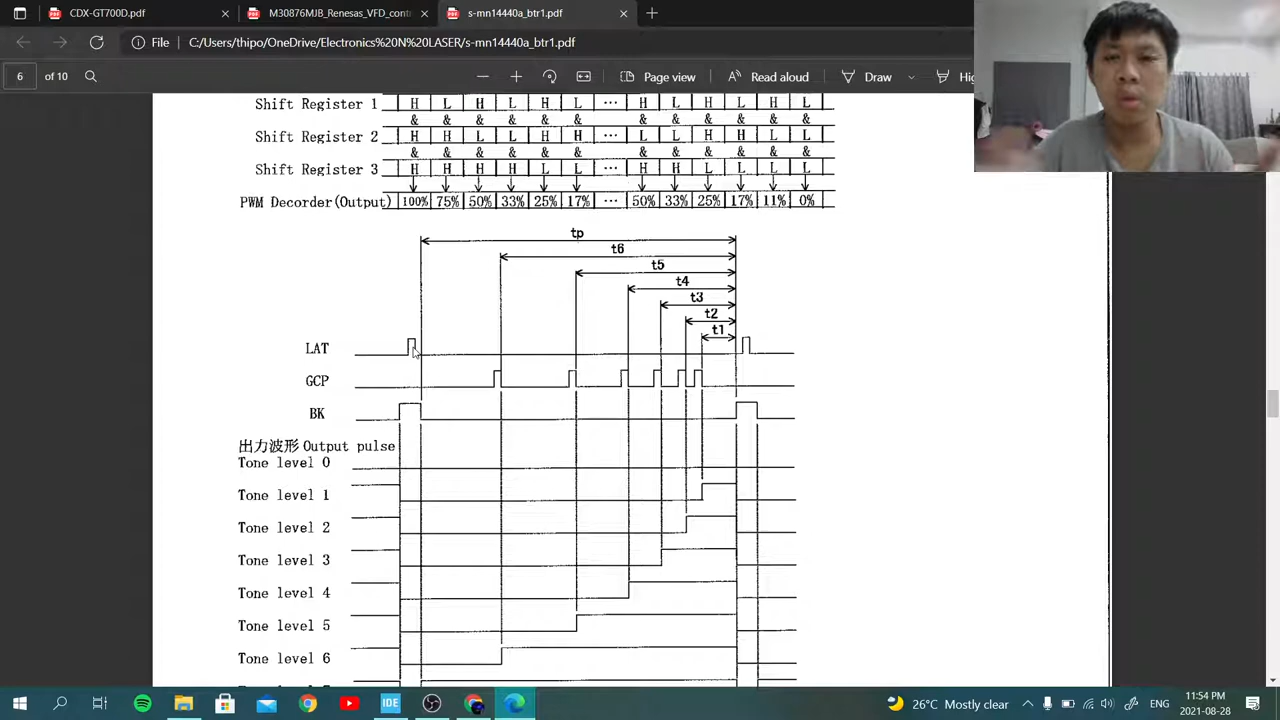 CDX-GT700D.pdf
M30876MJB_Renesas_VFD_cont
s-mn14440a_btr1.pdf
File
C:/Users/thipo/OneDrive/Electronics%20N%20LASER/s-mn14440a_btr1.pdf
6 of 10
Page view
Read aloud
Draw
Hig
Shift Register 1 H L H L H L ... H L H L H L
& & & & & & & & & & & &
Shift Register 2 H H L L H H ... L L H H L L
& & & & & & & & & & & &
Shift Register 3 H H H H L L ... H H L L L L
PWM Decorder(Output) 100% 75% 50% 33% 25% 17% ... 50% 33% 25% 17% 11% 0%
tp
t6
t5
t4
t3
t2
t1
LAT
GCP
BK
出力波形 Output pulse
Tone level 0
Tone level 1
Tone level 2
Tone level 3
Tone level 4
Tone level 5
Tone level 6
IDE
26°C Mostly clear
ENG
11:54 PM
2021-08-28